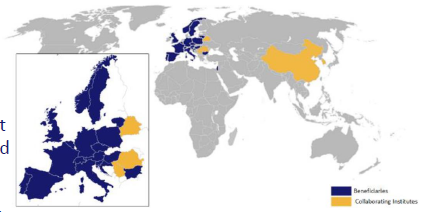 t
d
Beneficiaries
Collaborating Institutes